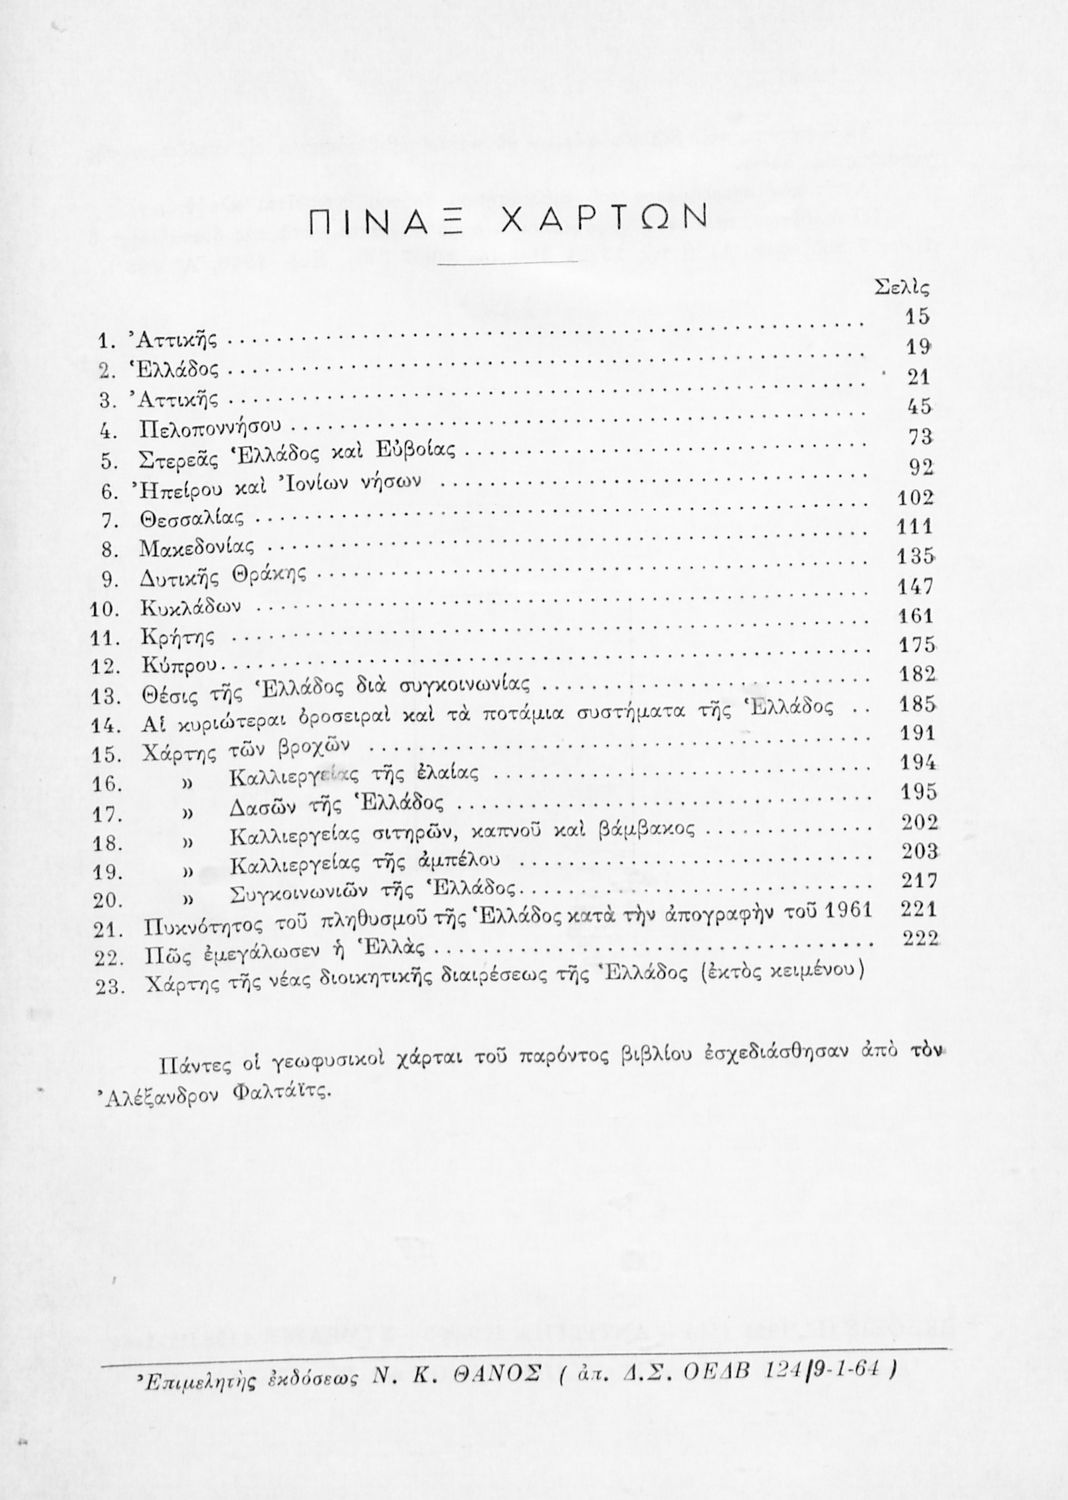 ΠΙΝΑΞ ΧΑΡΤΩΝ
Σελὶς
1. Ἀττικῆς 15
2. Ἑλλάδος 19
3. Ἀττικῆς 21
4. Πελοποννήσου 45
5. Στερεᾶς Ἑλλάδος καὶ Εὐβοίας 73
6. Ἠπείρου καὶ Ἰονίων νήσων 92
7. Θεσσαλίας 102
8. Μακεδονίας 111
9. Δυτικῆς Θράκης 135
10. Κυκλάδων 147
11. Κρήτης 161
12. Κύπρου 175
13. Θέσις τῆς Ἑλλάδος διὰ συγκοινωνίας 182
14. Αἱ κυριώτεραι ὀροσειραὶ καὶ τὰ ποτάμια συστήματα τῆς Ἑλλάδος 185
15. Χάρτης τῶν βροχῶν 191
16. » Καλλιεργείας τῆς ἐλαίας 194
17. » Δασῶν τῆς Ἑλλάδος 195
18. » Καλλιεργείας σιτηρῶν, καπνοῦ καὶ βάμβακος 202
19. » Καλλιεργείας τῆς ἀμπέλου 203
20. » Συγκοινωνιῶν τῆς Ἑλλάδος 217
21. Πυκνότητος τοῦ πληθυσμοῦ τῆς Ἑλλάδος κατὰ τὴν ἀπογραφὴν τοῦ 1961 221
22. Πῶς ἐμεγάλωσεν ἡ Ἑλλὰς 222
23. Χάρτης τῆς νέας διοικητικῆς διαιρέσεως τῆς Ἑλλάδος (ἐκτὸς κειμένου)
Πάντες οἱ γεωφυσικοὶ χάρται τοῦ παρόντος βιβλίου ἐσχεδιάσθησαν ἀπὸ τὸν
Ἀλέξανδρον Φαλτάϊτς.
Ἐπιμελητὴς ἐκδόσεως Ν. Κ. ΘΑΝΟΣ (ἀπ. Δ.Σ. ΟΕΔΒ 124/9-1-64)